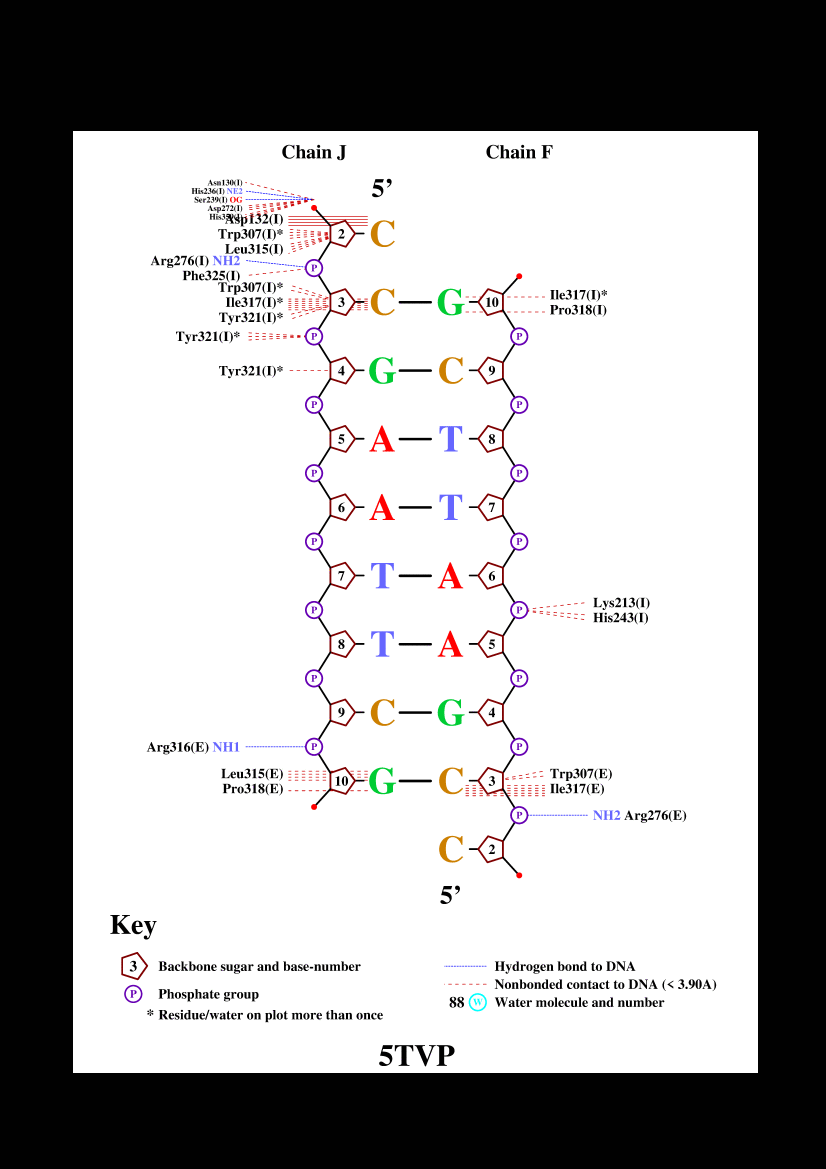 Chain J Chain F
5’
Asn130(I)
His236(I) NE2
Ser239(I) OG
Asp272(I)
Asp132(I)
2 C
Trp307(I)*
Leu315(I)
Arg276(I) NH2 P
Phe325(I)
Trp307(I)*
Ile317(I)* 3 C G 10 Ile317(I)*
Tyr321(I)* Pro318(I)
Tyr321(I)* P P
Tyr321(I)* 4 G C 9
P P
5 A T 8
P P
6 A T 7
P P
7 T A 6
P P Lys213(I)
His243(I)
8 T A 5
P P
9 C G 4
Arg316(E) NH1 P P
Leu315(E) 10 G C 3 Trp307(E)
Pro318(E) Ile317(E)
P NH2 Arg276(E)
C 2
5’
Key
3 Backbone sugar and base-number
P Phosphate group
* Residue/water on plot more than once
Hydrogen bond to DNA
Nonbonded contact to DNA (< 3.90A)
88 W Water molecule and number
5TVP